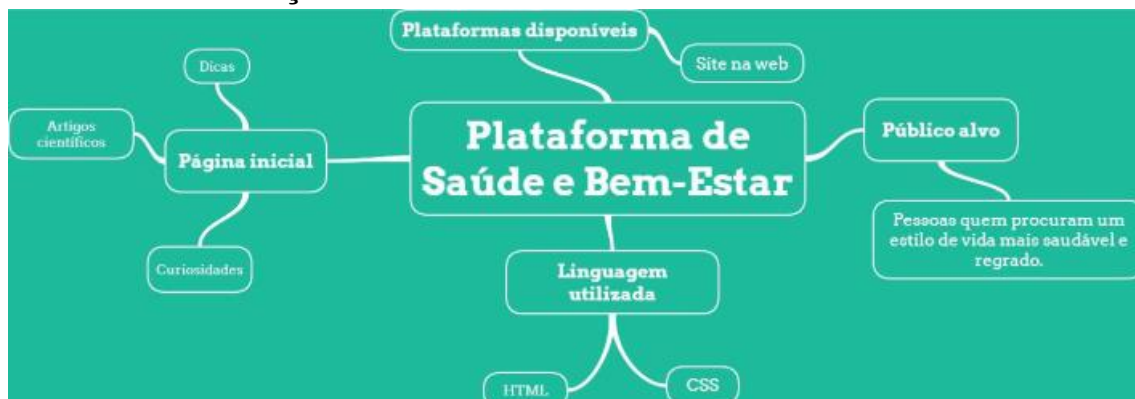 Plataformas disponíveis
Site na web
Dicas
Artigos
científicos
Página inicial
Curiosidades
Plataforma de
Saúde e Bem-Estar
Público alvo
Pessoas quem procuram um
estilo de vida mais saudável e
regrado.
Linguagem
utilizada
HTML
CSS